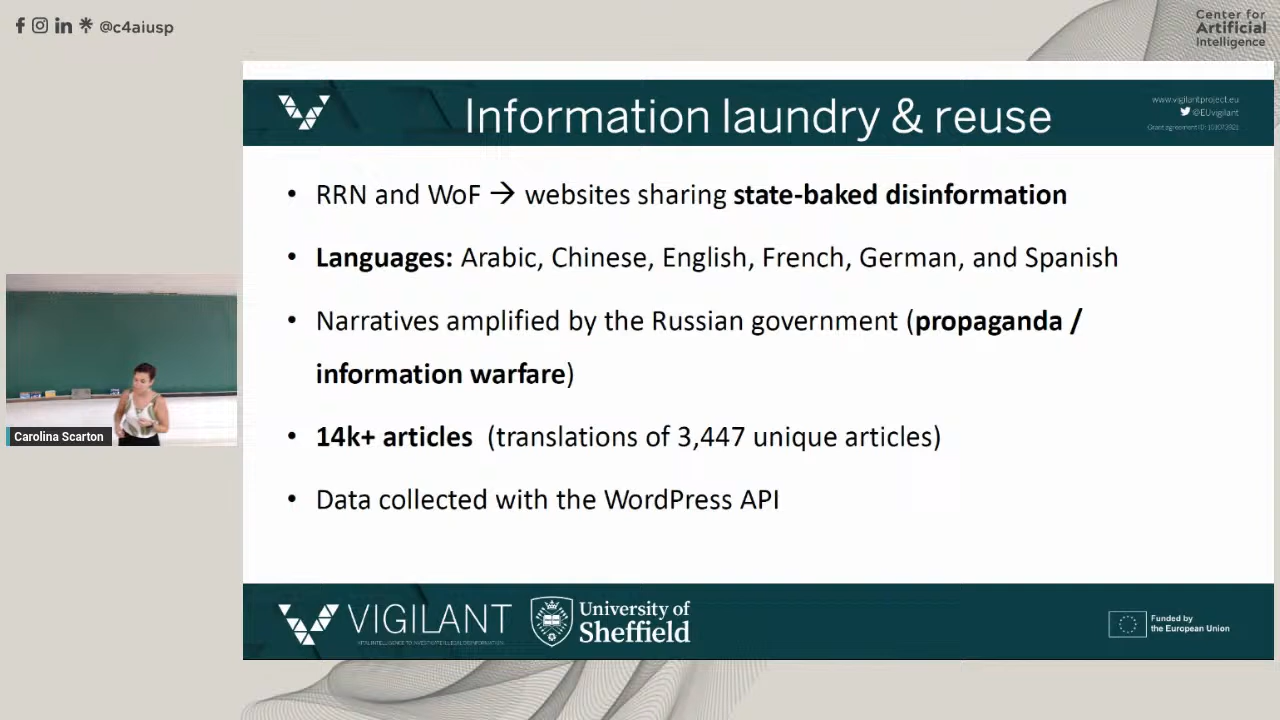 @c4aiusp
Center for
Artificial
Intelligence
Information laundry & reuse
www.vigilantproject.eu
@EUvigilant
• RRN and WoF → websites sharing state-baked disinformation
• Languages: Arabic, Chinese, English, French, German, and Spanish
• Narratives amplified by the Russian government (propaganda /
information warfare)
• 14k+ articles (translations of 3,447 unique articles)
• Data collected with the WordPress API
Carolina Scarton
VIGILANT
University of
Sheffield
Funded by
the European Union